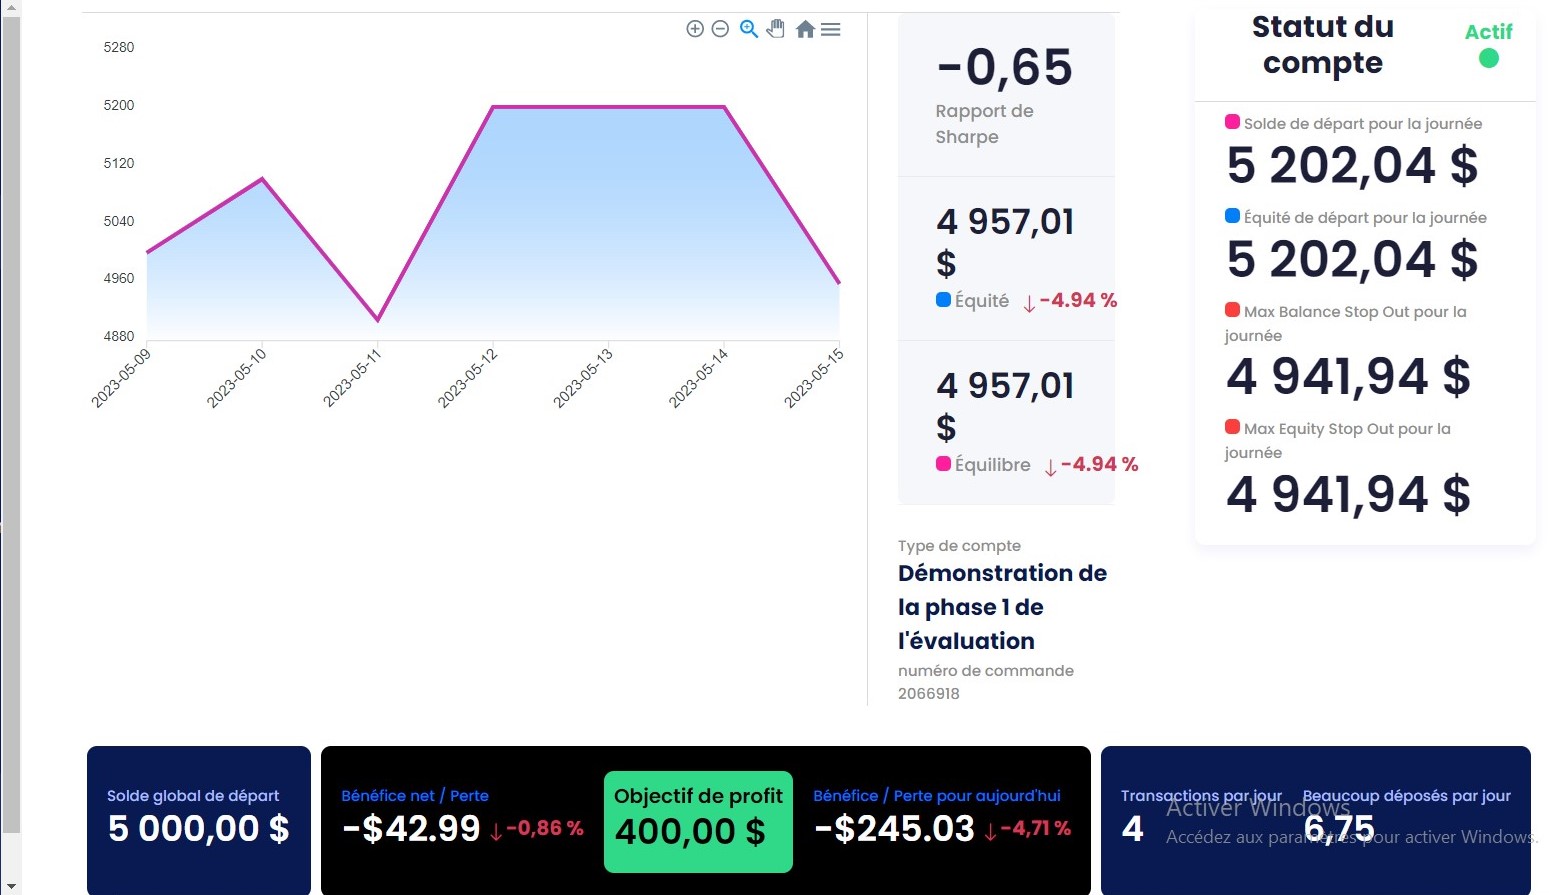 5280
5200
5120
5040
4960
4880
2023-05-09
2023-05-10
2023-05-11
2023-05-12
2023-05-13
2023-05-14
2023-05-15
-0,65
Rapport de
Sharpe
4 957,01
$
Équité ↓ -4.94 %
4 957,01
$
Équilibre ↓ -4.94 %
Type de compte
Démonstration de
la phase 1 de
l'évaluation
numéro de commande
2066918
Statut du
compte
Actif
Solde de départ pour la journée
5 202,04 $
Équité de départ pour la journée
5 202,04 $
Max Balance Stop Out pour la
journée
4 941,94 $
Max Equity Stop Out pour la
journée
4 941,94 $
Solde global de départ
5 000,00 $
Bénéfice net / Perte
-$42.99 ↓ -0,86 %
Objectif de profit
400,00 $
Bénéfice / Perte pour aujourd'hui
-$245.03 ↓ -4,71 %
Transactions par jour
4
Beaucoup déposés par jour
6,75
Activer Windows
Accédez aux paramètres pour activer Windows.